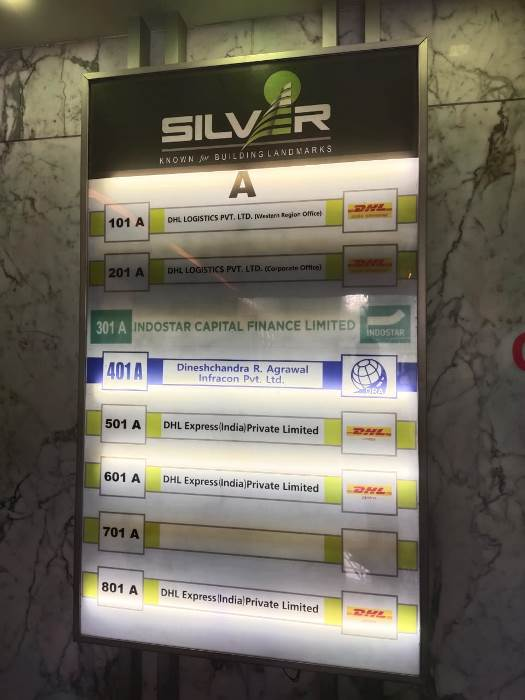 SILVER
KNOWN for BUILDING LANDMARKS
A
101 A DHL LOGISTICS PVT. LTD. (Western Region Office) DHL
201 A DHL LOGISTICS PVT. LTD. (Corporate Office) DHL
301 A INDOSTAR CAPITAL FINANCE LIMITED INDOSTAR
401 A Dineshchandra R. Agrawal
Infracon Pvt. Ltd. DRA
501 A DHL Express(India)Private Limited DHL
601 A DHL Express(India)Private Limited DHL
701 A
801 A DHL Express(India)Private Limited DHL